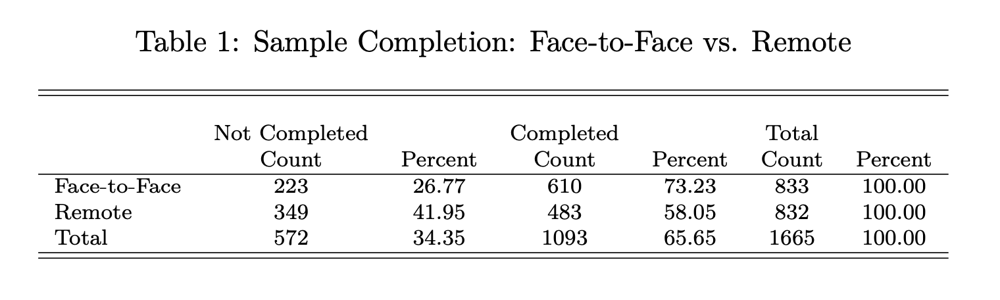 Table 1: Sample Completion: Face-to-Face vs. Remote
Not Completed Completed Total
Count Percent Count Percent Count Percent
Face-to-Face 223 26.77 610 73.23 833 100.00
Remote 349 41.95 483 58.05 832 100.00
Total 572 34.35 1093 65.65 1665 100.00